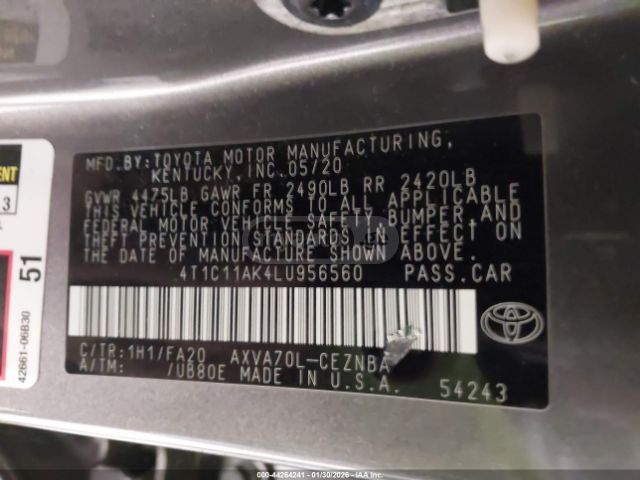 MFD.BY:TOYOTA MOTOR MANUFACTURING,
KENTUCKY,INC.05/20
GVWR 4475LB GAWR FR 2490LB RR 2420LB
THIS VEHICLE CONFORMS TO ALL APPLICABLE
FEDERAL MOTOR VEHICLE SAFETY,BUMPER,AND
THEFT PREVENTION STANDARDS IN EFFECT ON
THE DATE OF MANUFACTURE SHOWN ABOVE.
4T1C11AK4LU956560 PASS.CAR
C/TR:1H1/FA20 AXVA70L-CEZNBA
A/TM: /UB80E MADE IN U.S.A.
54243
3
51
42661-06B30
000-44264241 - 01/30/2026 - Copyright IAA, Inc.